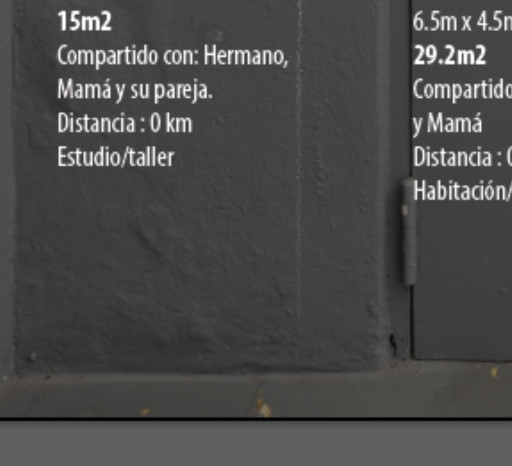 15m2
Compartido con: Hermano,
Mamá y su pareja.
Distancia : 0 km
Estudio/taller
6.5m x 4.5m
29.2m2
Compartido
y Mamá
Distancia :
Habitación/